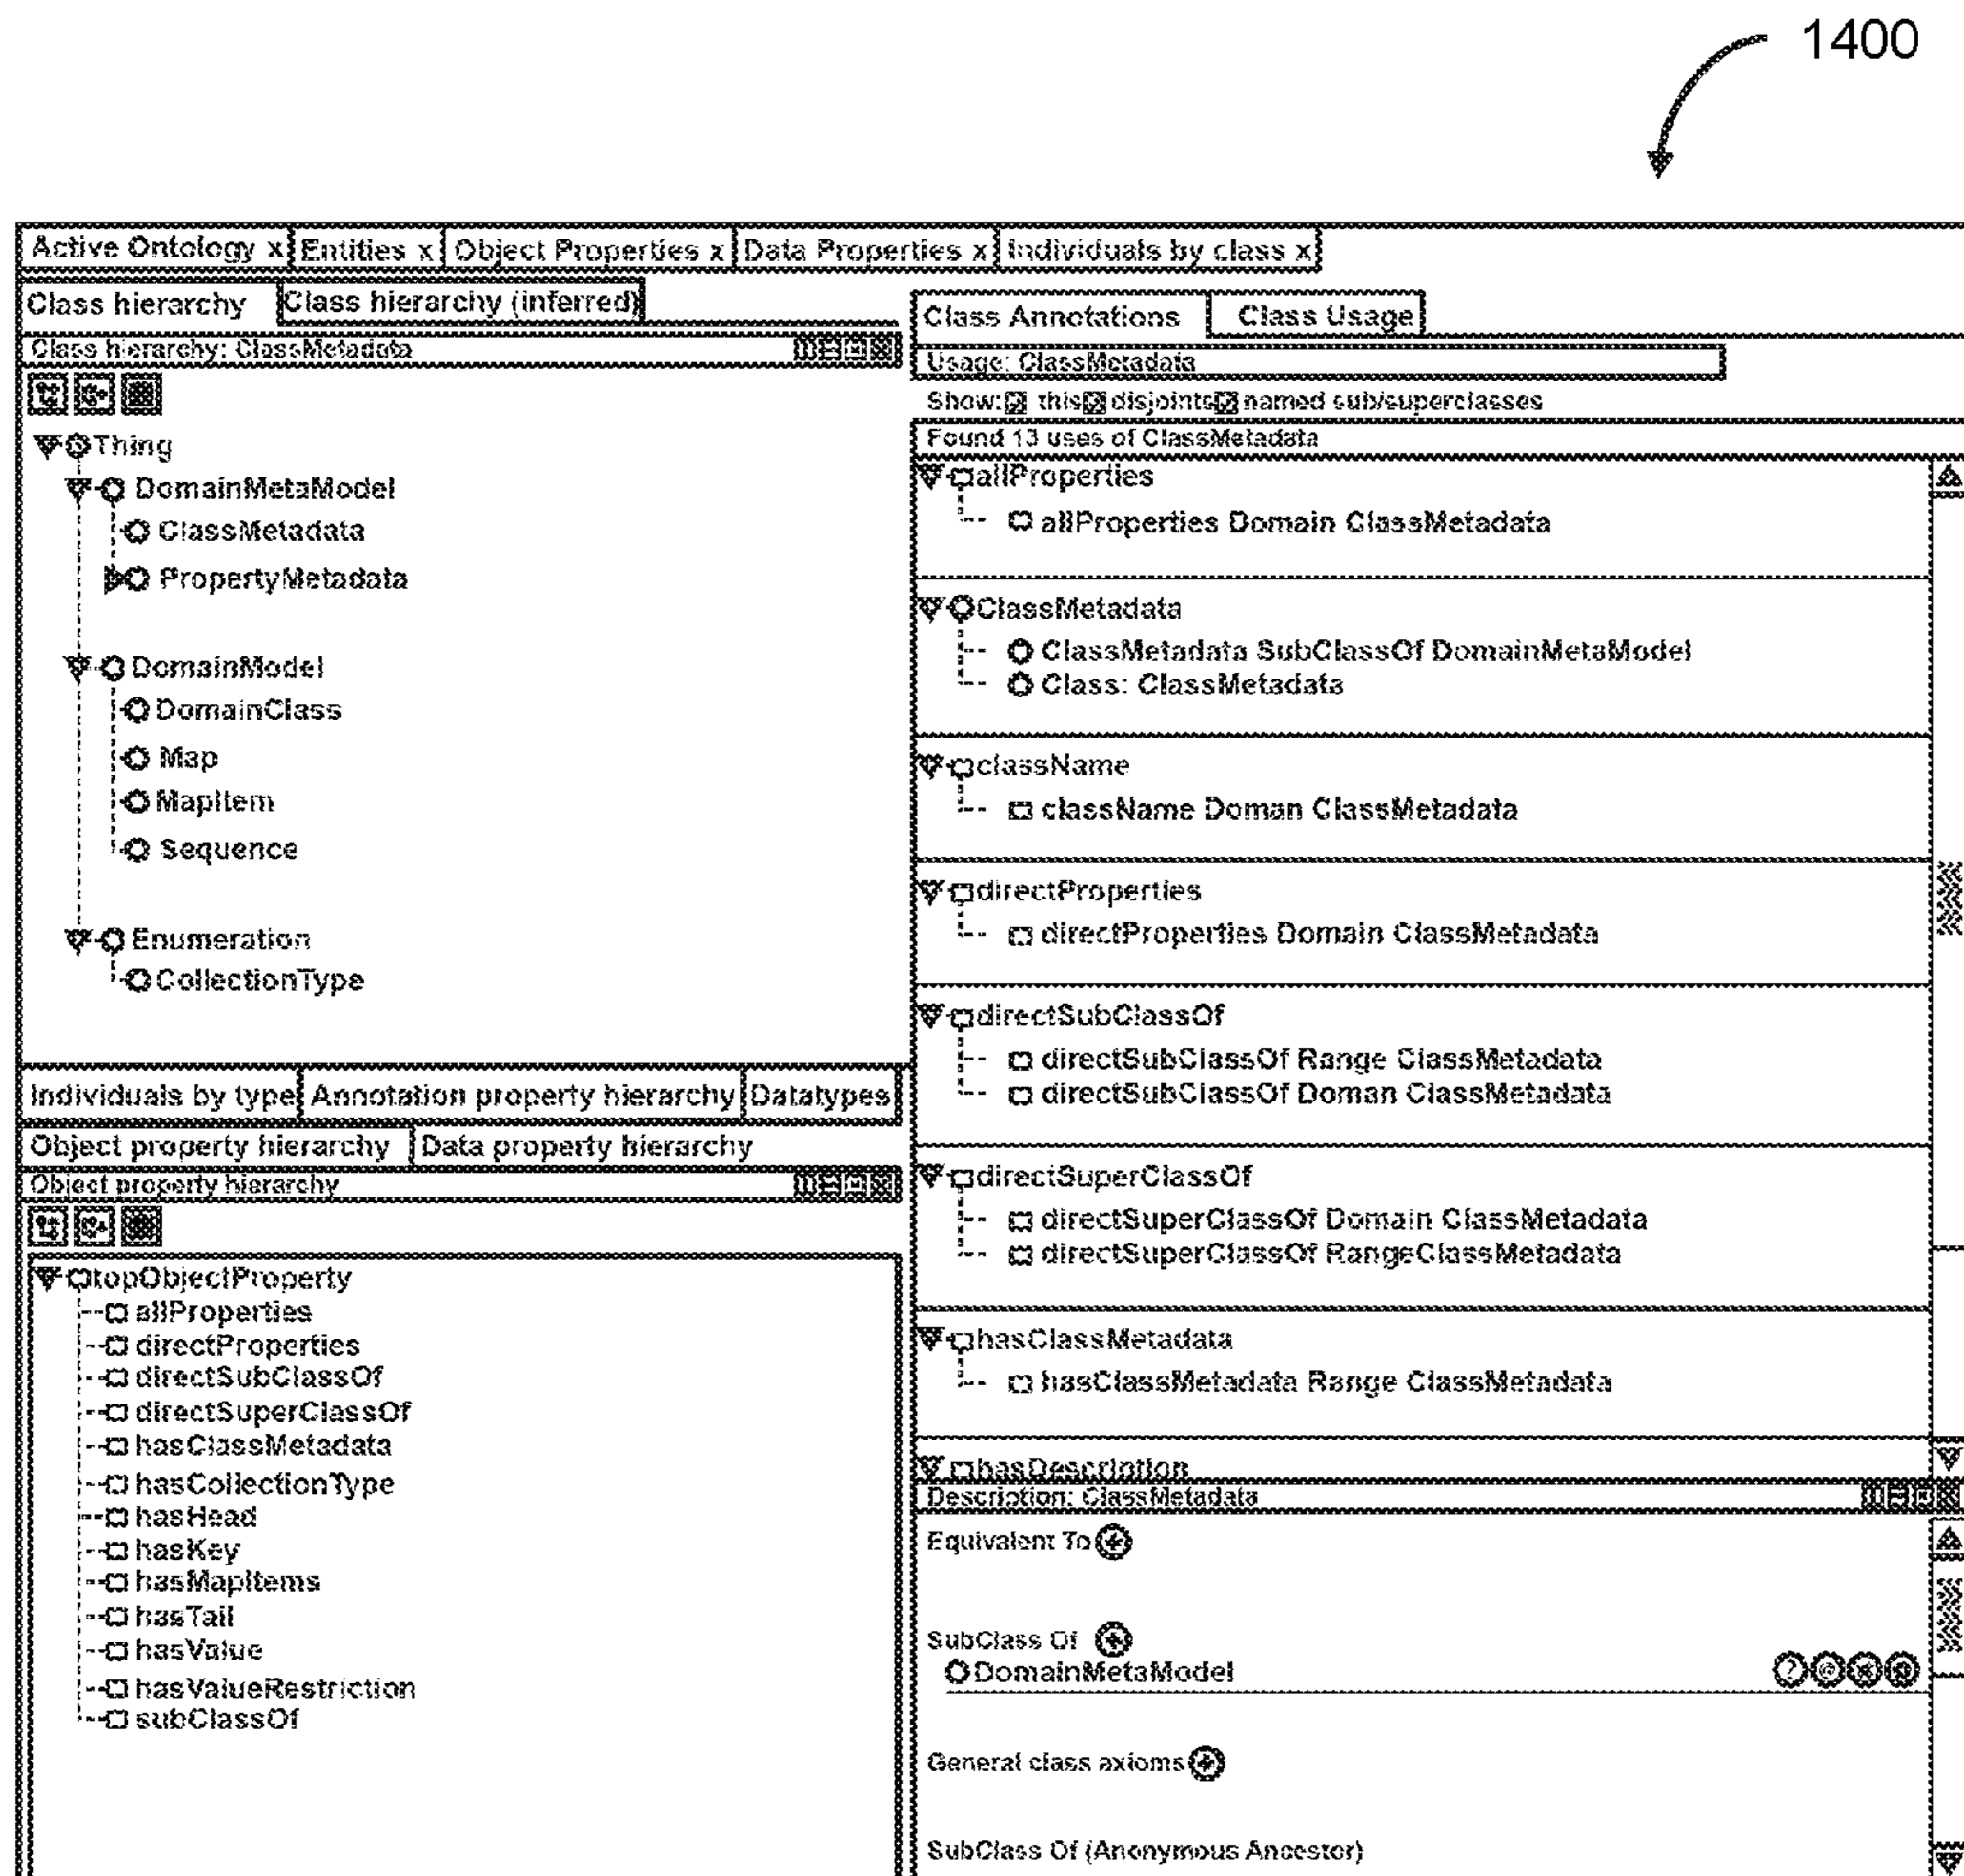 1400
Active Ontology x Entities x Object Properties x Data Properties x Individuals by class x
Class hierarchy Class hierarchy (inferred)
Class hierarchy: ClassMetadata
Thing
DomainMetaModel
ClassMetadata
PropertyMetadata
DomainModel
DomainClass
Map
MapItem
Sequence
Enumeration
CollectionType
Individuals by type Annotation property hierarchy Datatypes
Object property hierarchy Data property hierarchy
Object property hierarchy
topObjectProperty
allProperties
directProperties
directSubClassOf
directSuperClassOf
hasClassMetadata
hasCollectionType
hasHead
hasKey
hasMapItems
hasTail
hasValue
hasValueRestriction
subClassOf
Class Annotations Class Usage
Usage: ClassMetadata
Show: this disjoints named sub/superclasses
Found 13 uses of ClassMetadata
allProperties
allProperties Domain ClassMetadata
ClassMetadata
ClassMetadata SubClassOf DomainMetaModel
Class: ClassMetadata
className
className Doman ClassMetadata
directProperties
directProperties Domain ClassMetadata
directSubClassOf
directSubClassOf Range ClassMetadata
directSubClassOf Doman ClassMetadata
directSuperClassOf
directSuperClassOf Domain ClassMetadata
directSuperClassOf RangeClassMetadata
hasClassMetadata
hasClassMetadata Range ClassMetadata
hasDescription
Description: ClassMetadata
Equivalent To
SubClass Of
DomainMetaModel
General class axioms
SubClass Of (Anonymous Ancestor)